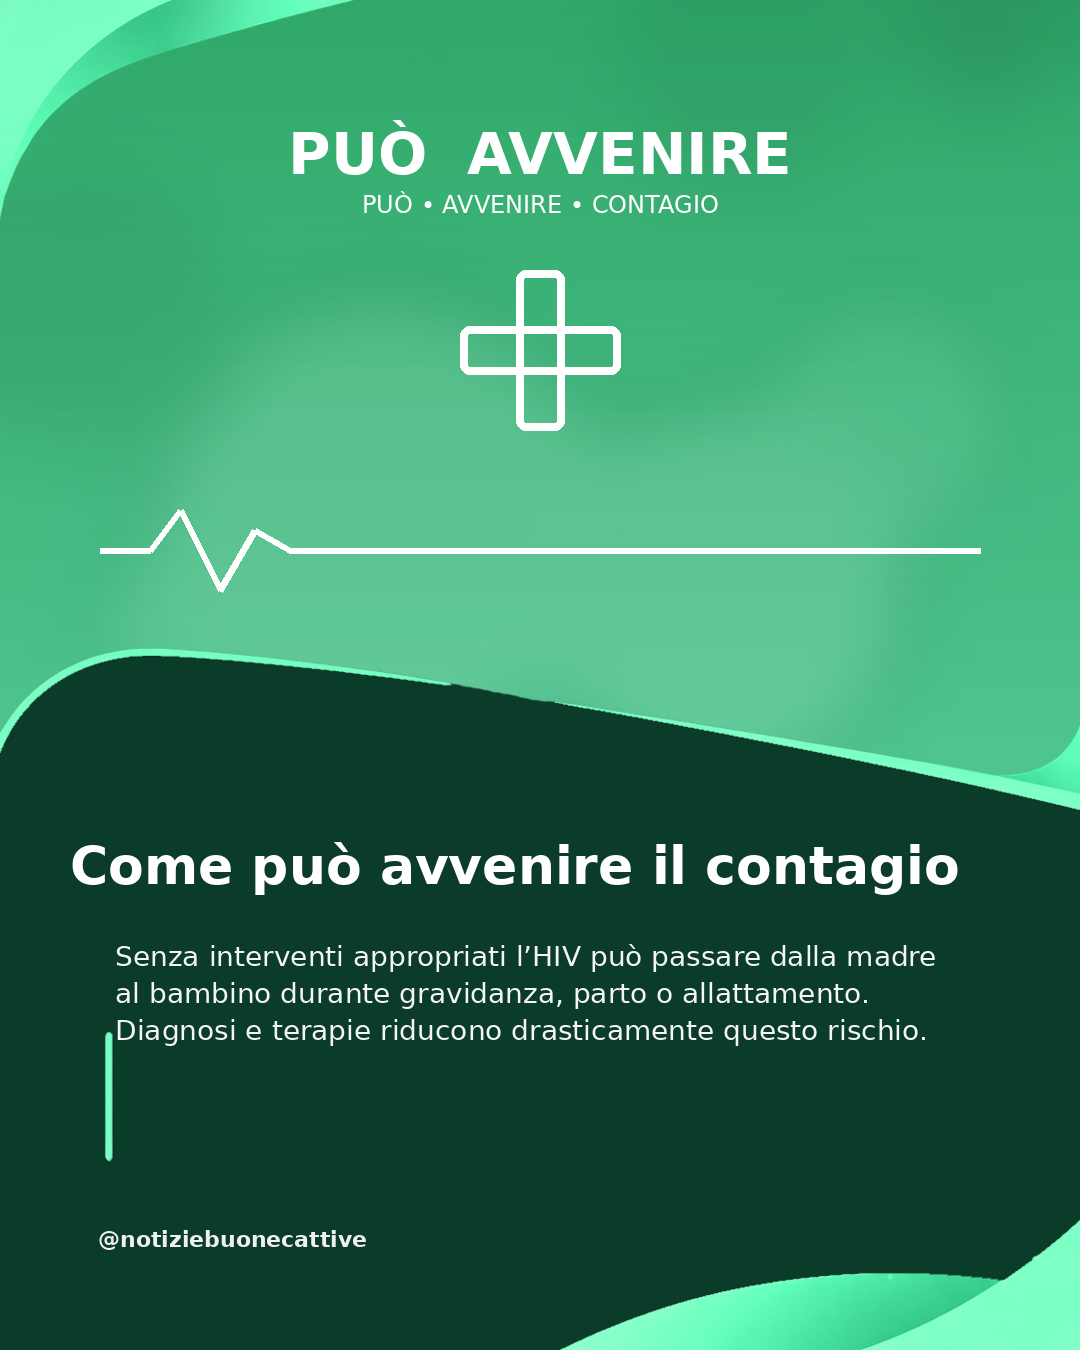 PUÒ AVVENIRE
PUÒ • AVVENIRE • CONTAGIO
Come può avvenire il contagio
Senza interventi appropriati l’HIV può passare dalla madre
al bambino durante gravidanza, parto o allattamento.
Diagnosi e terapie riducono drasticamente questo rischio.
@notiziebuonecattive